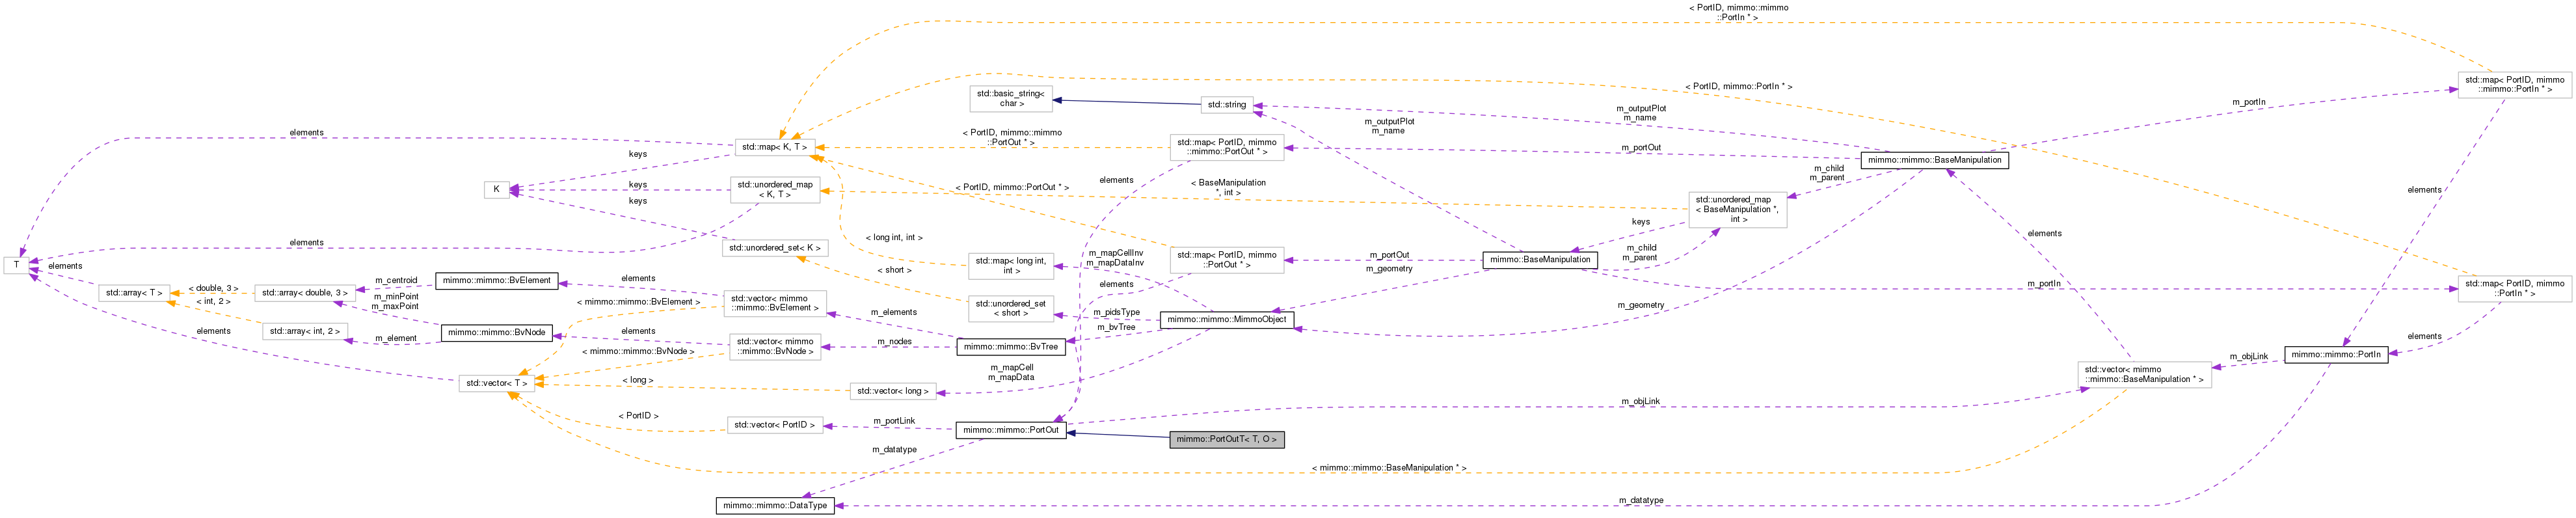 < PortID, mimmo::mimmo
::PortIn * >
std::map< PortID, mimmo
::mimmo::PortIn * >
std::basic_string<
char >
std::string
< PortID, mimmo::PortIn * >
m_outputPlot
m_name
m_portIn
m_outputPlot
m_name
elements
std::map< K, T >
< PortID, mimmo::mimmo
::PortOut * >
std::map< PortID, mimmo
::mimmo::PortOut * >
m_portOut
mimmo::mimmo::BaseManipulation
keys
K
keys
std::unordered_map
< K, T >
elements
< PortID, mimmo::PortOut * >
< BaseManipulation
*, int >
m_child
m_parent
std::unordered_map
< BaseManipulation *,
int >
elements
keys
keys
elements
std::unordered_set< K >
< long int, int >
m_mapCellInv
m_mapDataInv
std::map< PortID, mimmo
::PortOut * >
m_portOut
mimmo::BaseManipulation
m_child
m_parent
elements
T
elements
std::map< long int,
int >
m_geometry
< short >
elements
m_portIn
std::map< PortID, mimmo
::PortIn * >
std::array< T >
< double, 3 >
< int, 2 >
std::array< double, 3 >
m_centroid
mimmo::mimmo::BvElement
elements
< mimmo::mimmo::BvElement >
std::vector< mimmo
::mimmo::BvElement >
std::unordered_set
< short >
m_minPoint
m_maxPoint
m_elements
m_pidsType
mimmo::mimmo::MimmoObject
m_geometry
elements
std::array< int, 2 >
m_element
mimmo::mimmo::BvNode
elements
< mimmo::mimmo::BvNode >
std::vector< mimmo
::mimmo::BvNode >
m_nodes
mimmo::mimmo::BvTree
m_bvTree
elements
mimmo::mimmo::PortIn
m_objLink
std::vector< mimmo
::mimmo::BaseManipulation * >
std::vector< T >
< long >
std::vector< long >
m_mapCell
m_mapData
m_objLink
< PortID >
std::vector< PortID >
m_portLink
mimmo::mimmo::PortOut
mimmo::PortOutT< T, O >
m_datatype
< mimmo::mimmo::BaseManipulation * >
mimmo::mimmo::DataType
m_datatype